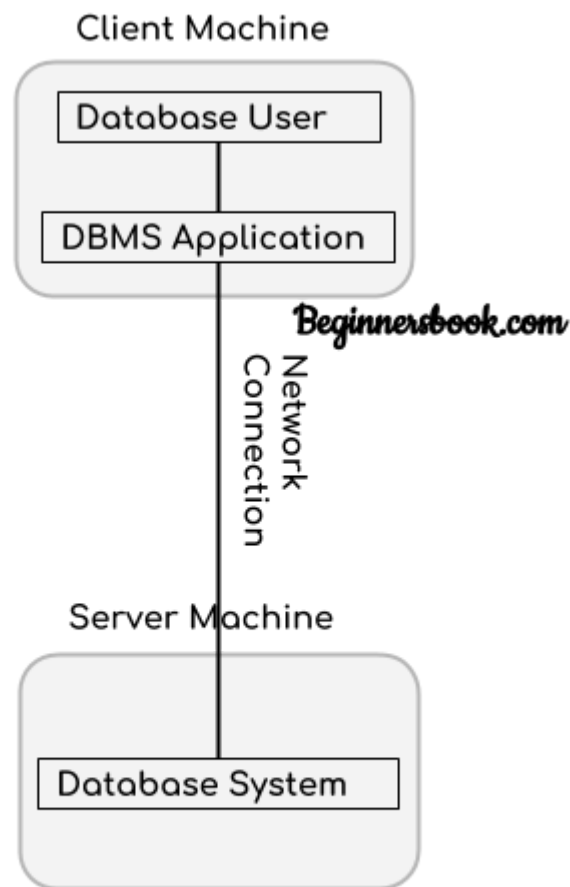 Client Machine
Database User
DBMS Application
Beginnersbook.com
Network
Connection
Server Machine
Database System